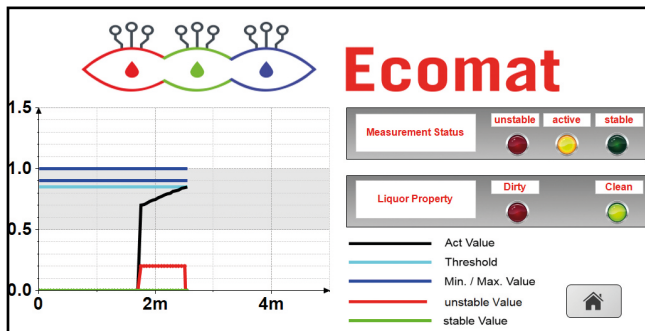 Ecomat
1.5
1.0
0.5
0.0
0
2m
4m
Measurement Status
unstable
active
stable
Liquor Property
Dirty
Clean
Act Value
Threshold
Min. / Max. Value
unstable Value
stable Value